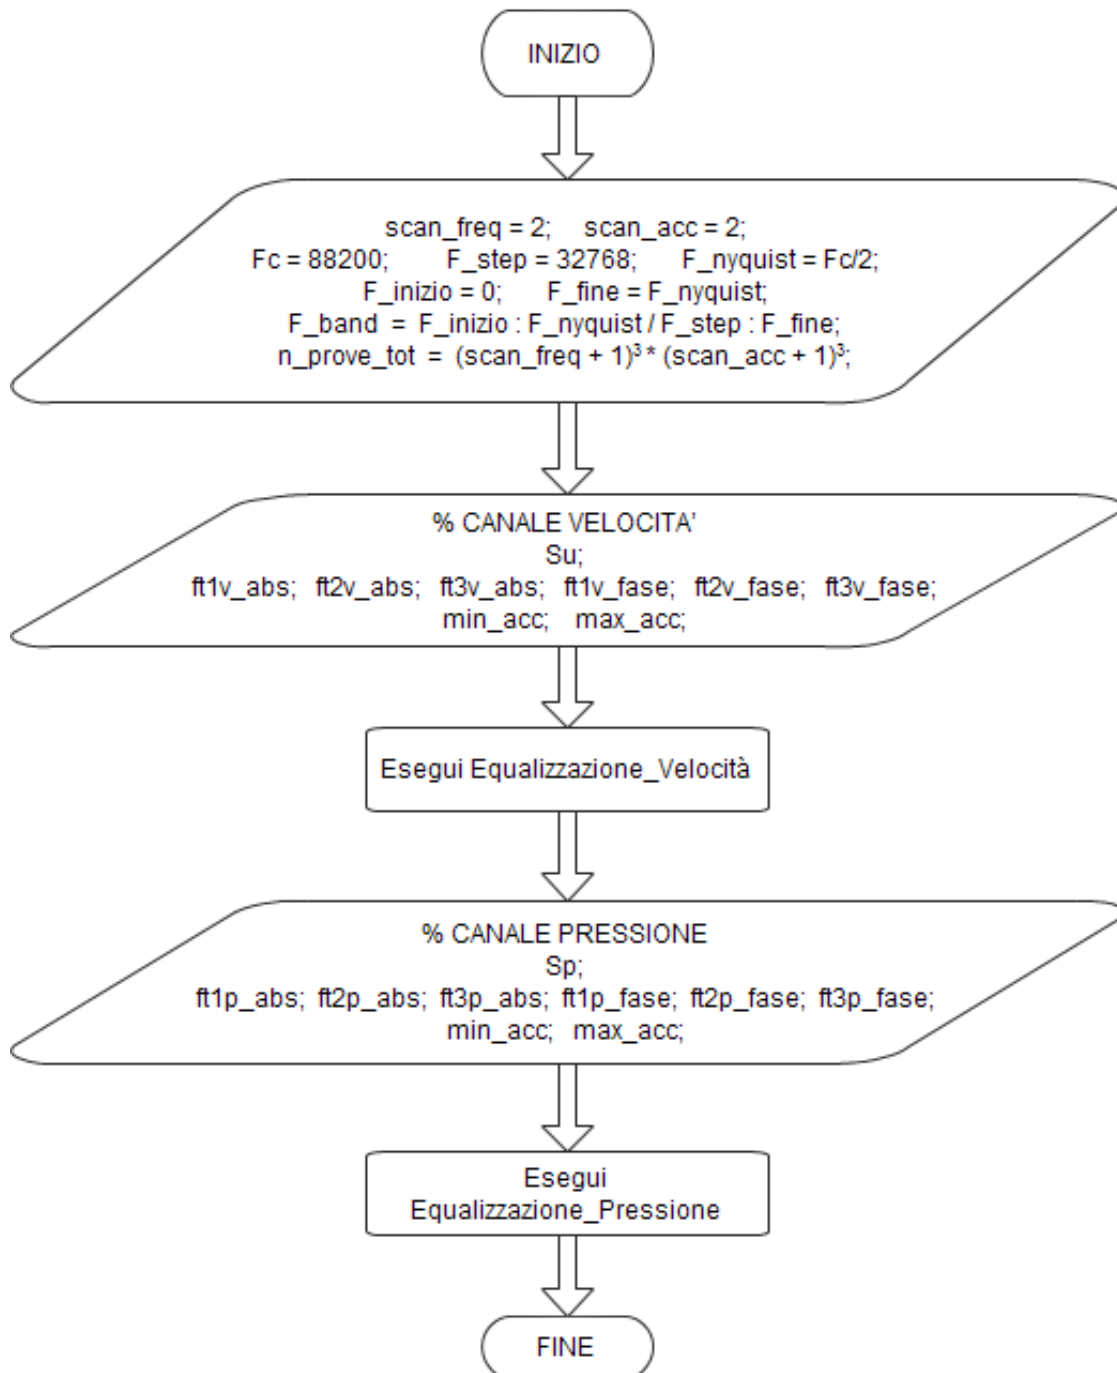 INIZIO
scan_freq = 2; scan_acc = 2;
Fc = 88200; F_step = 32768; F_nyquist = Fc/2;
F_inizio = 0; F_fine = F_nyquist;
F_band = F_inizio : F_nyquist / F_step : F_fine;
n_prove_tot = (scan_freq + 1)³ * (scan_acc + 1)³;
% CANALE VELOCITA'
Su;
ft1v_abs; ft2v_abs; ft3v_abs; ft1v_fase; ft2v_fase; ft3v_fase;
min_acc; max_acc;
Esegui Equalizzazione_Velocità
% CANALE PRESSIONE
Sp;
ft1p_abs; ft2p_abs; ft3p_abs; ft1p_fase; ft2p_fase; ft3p_fase;
min_acc; max_acc;
Esegui
Equalizzazione_Pressione
FINE